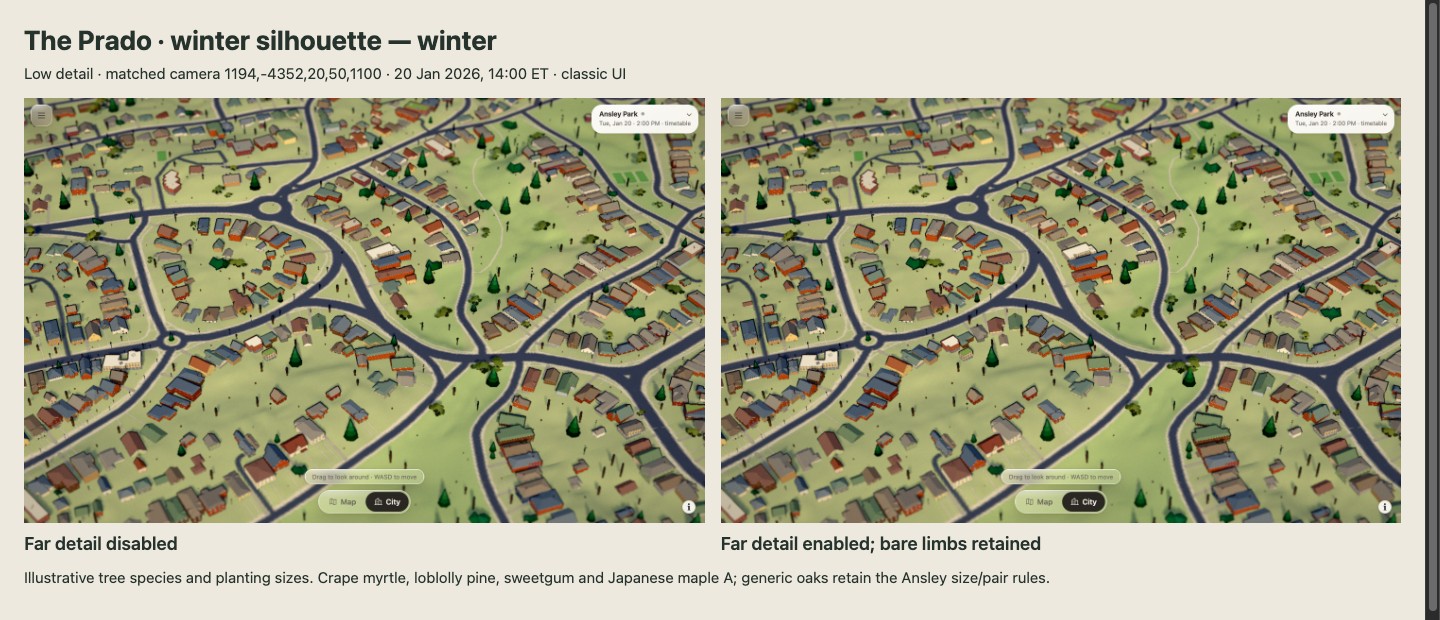 The Prado · winter silhouette — winter
Low detail · matched camera 1194,-4352,20,50,1100 · 20 Jan 2026, 14:00 ET · classic UI
Ansley Park
Tue, Jan 20 · 2:00 PM · timetable
Drag to look around · WASD to move
Map
City
i
Ansley Park
Tue, Jan 20 · 2:00 PM · timetable
Drag to look around · WASD to move
Map
City
i
Far detail disabled
Far detail enabled; bare limbs retained
Illustrative tree species and planting sizes. Crape myrtle, loblolly pine, sweetgum and Japanese maple A; generic oaks retain the Ansley size/pair rules.